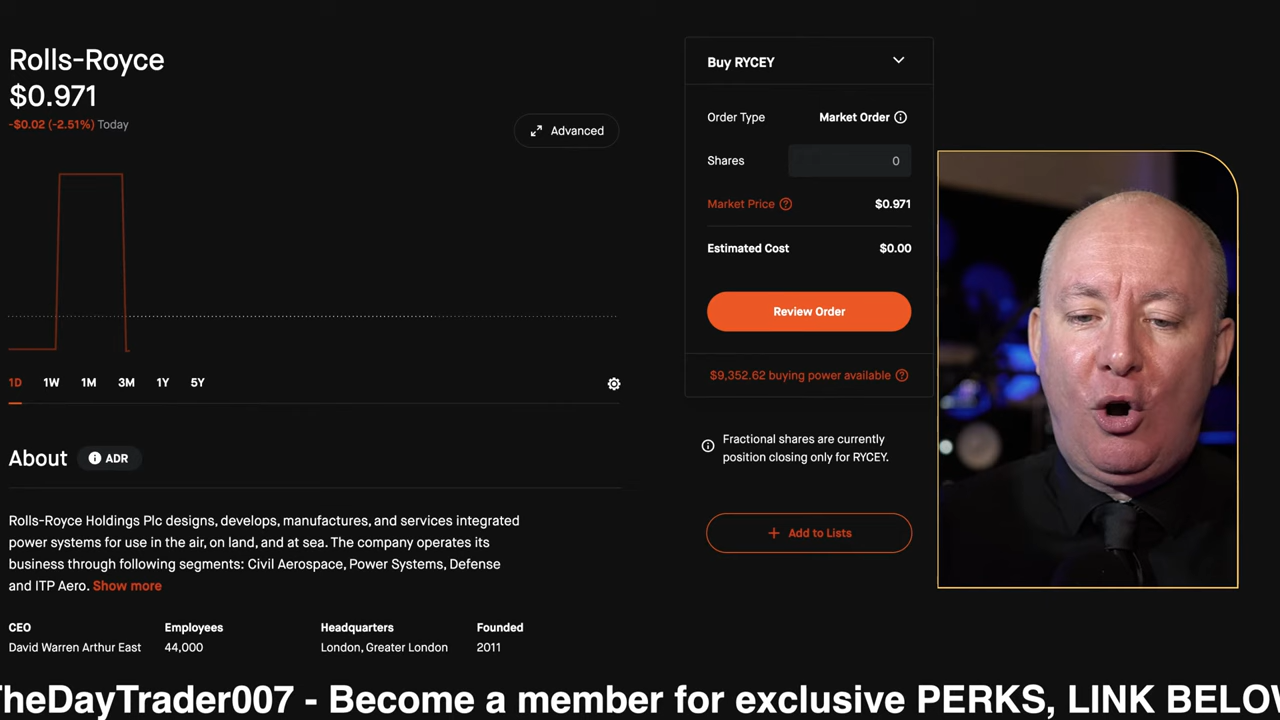 Rolls-Royce
$0.971
-$0.02 (-2.51%) Today
Advanced
1D 1W 1M 3M 1Y 5Y
About
ADR
Rolls-Royce Holdings Plc designs, develops, manufactures, and services integrated
power systems for use in the air, on land, and at sea. The company operates its
business through following segments: Civil Aerospace, Power Systems, Defense
and ITP Aero. Show more
CEO Employees Headquarters Founded
David Warren Arthur East 44,000 London, Greater London 2011
Buy RYCEY
Order Type Market Order
Shares 0
Market Price $0.971
Estimated Cost $0.00
Review Order
$9,352.62 buying power available
Fractional shares are currently
position closing only for RYCEY.
Add to Lists
TheDayTrader007 - Become a member for exclusive PERKS, LINK BELOW